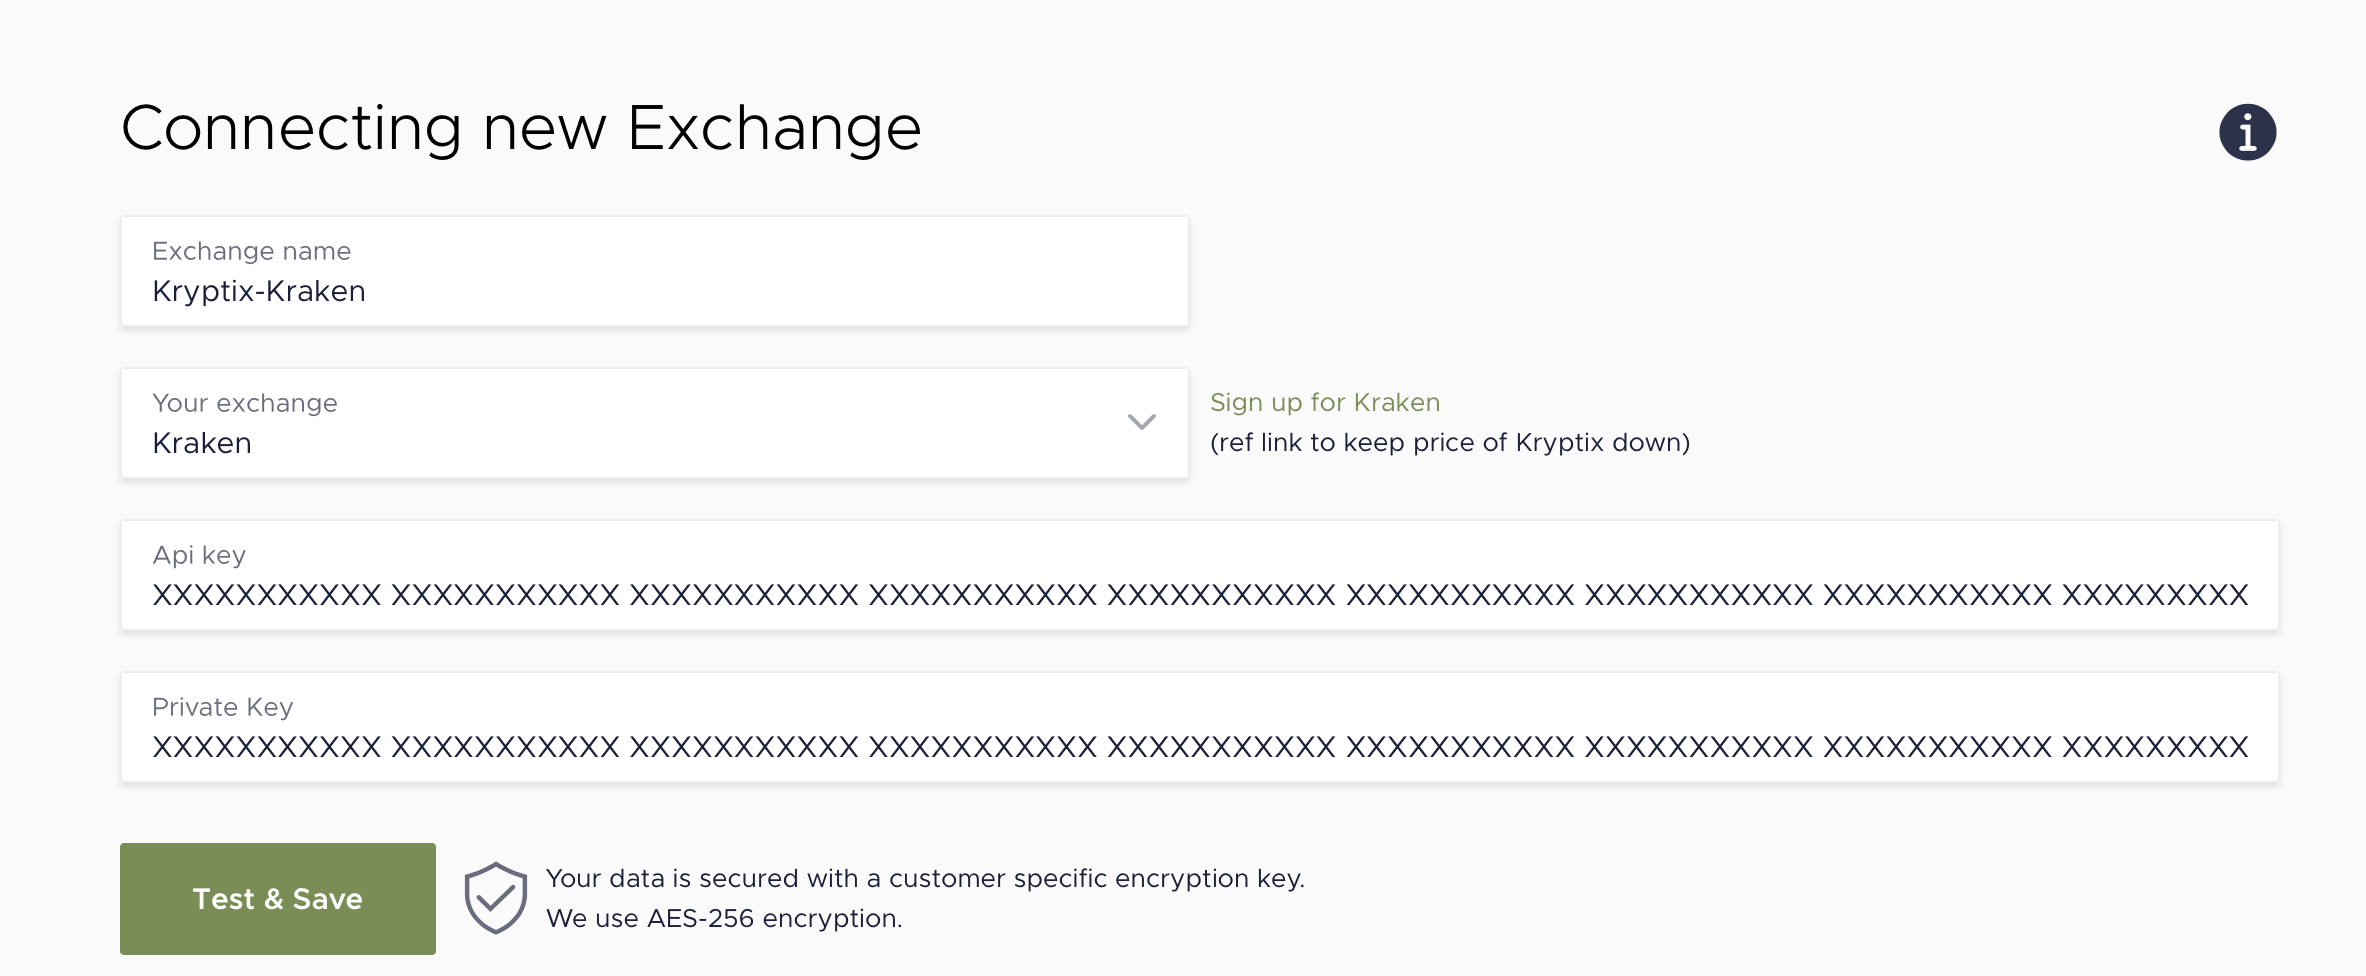 Connecting new Exchange
i
Exchange name
Kryptix-Kraken
Your exchange
Kraken
Sign up for Kraken
(ref link to keep price of Kryptix down)
Api key
XXXXXXXXXXX XXXXXXXXXXX XXXXXXXXXXX XXXXXXXXXXX XXXXXXXXXXX XXXXXXXXXXX XXXXXXXXXXX XXXXXXXXXXX XXXXXXXXX
Private Key
XXXXXXXXXXX XXXXXXXXXXX XXXXXXXXXXX XXXXXXXXXXX XXXXXXXXXXX XXXXXXXXXXX XXXXXXXXXXX XXXXXXXXXXX XXXXXXXXX
Test & Save
Your data is secured with a customer specific encryption key.
We use AES-256 encryption.